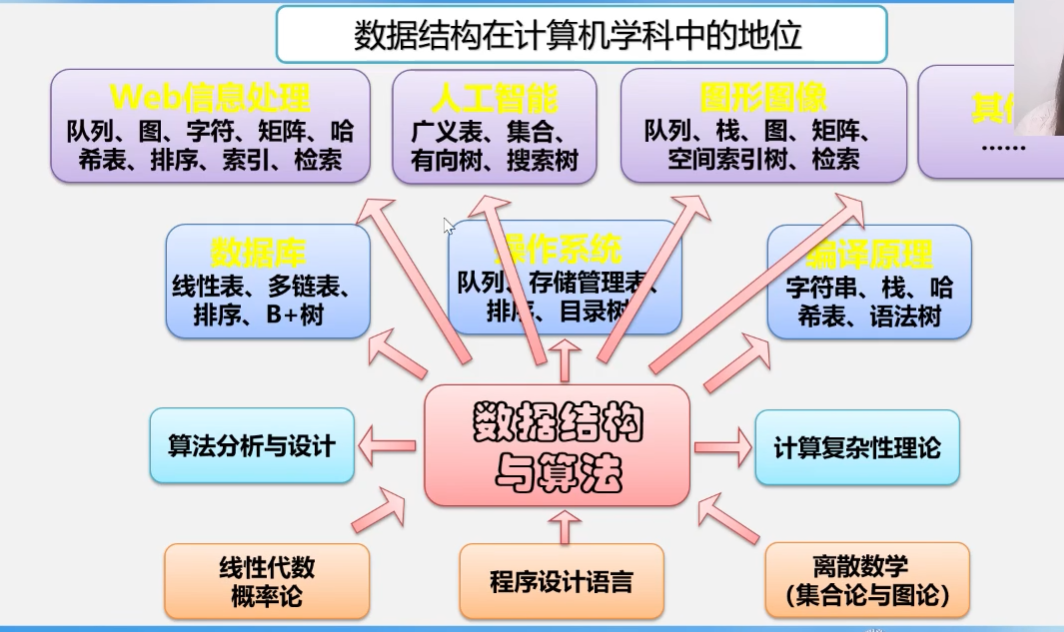 数据结构在计算机学科中的地位
Web信息处理
队列、图、字符、矩阵、哈
希表、排序、索引、检索
人工智能
广义表、集合、
有向树、搜索树
图形图像
队列、栈、图、矩阵、
空间索引树、检索
其
······
数据库
线性表、多链表、
排序、B+树
操作系统
队列、存储管理表、
排序、目录树
编译原理
字符串、栈、哈
希表、语法树
算法分析与设计
数据结构
与算法
计算复杂性理论
线性代数
概率论
程序设计语言
离散数学
（集合论与图论）